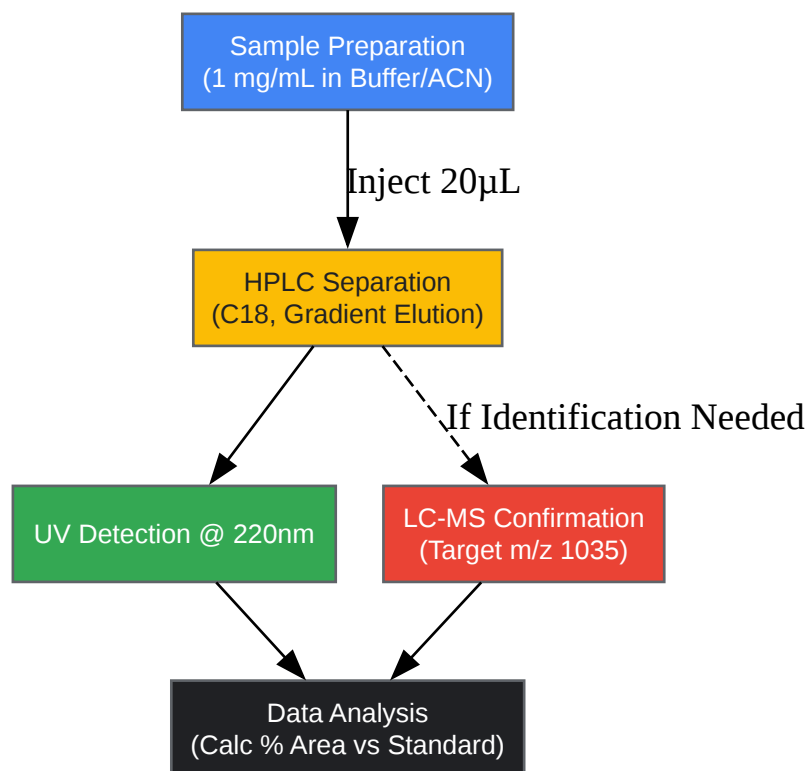 Sample Preparation
(1 mg/mL in Buffer/ACN)
Inject 20µL
HPLC Separation
(C18, Gradient Elution)
If Identification Needed
UV Detection @ 220nm
LC-MS Confirmation
(Target m/z 1035)
Data Analysis
(Calc % Area vs Standard)